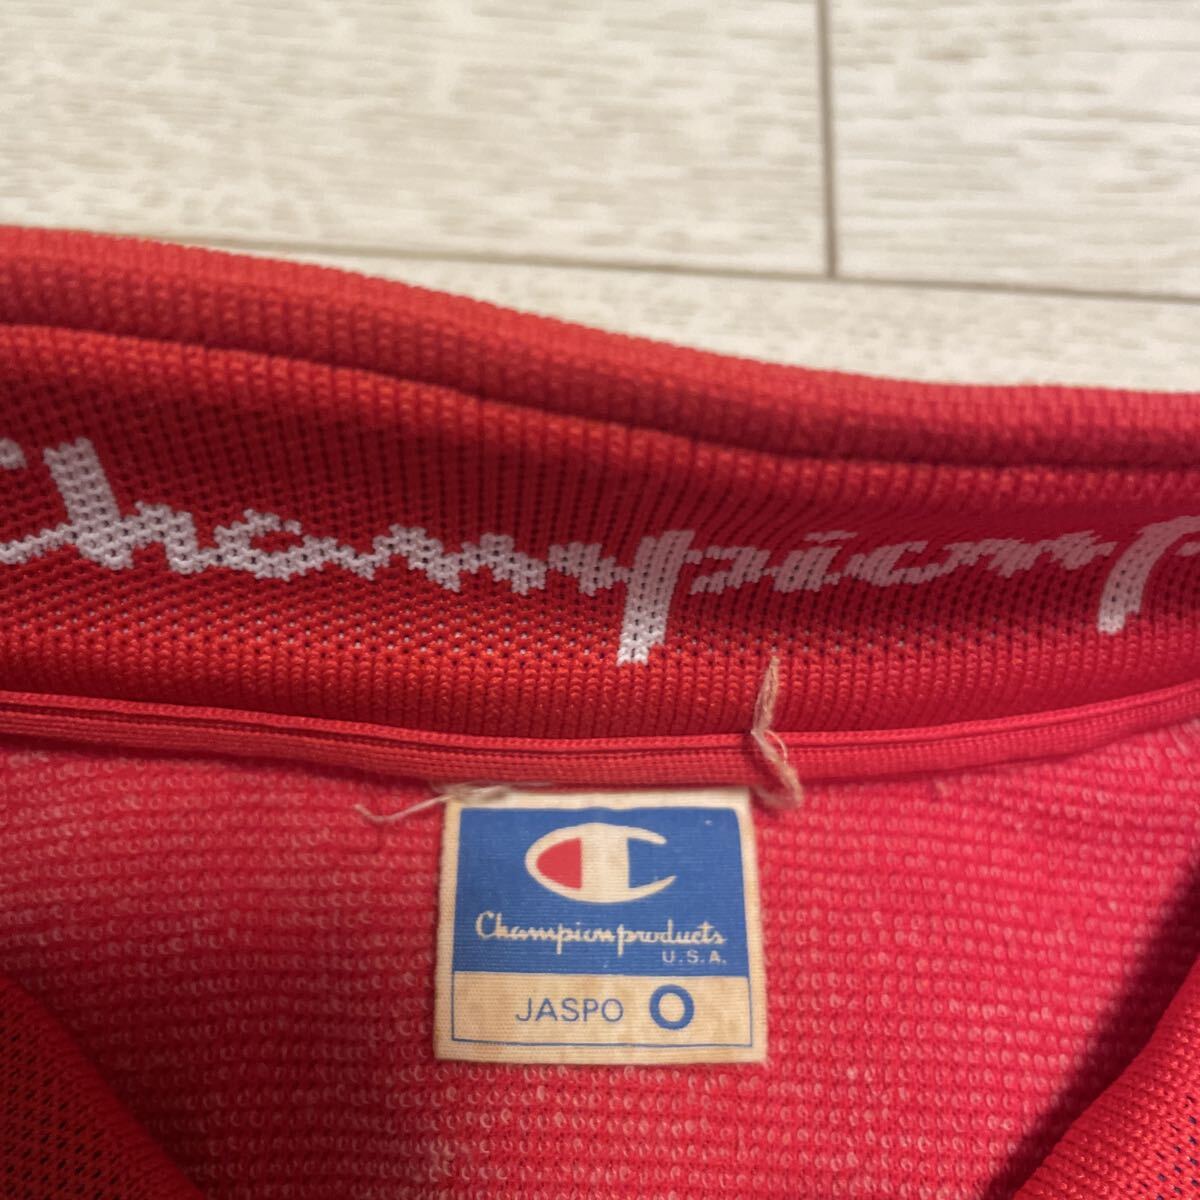 Champion p
Champion products
U.S.A.
JASPO O